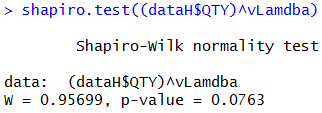 > shapiro.test((dataH$QTY)^vLamdba)
Shapiro-Wilk normality test
data:  (dataH$QTY)^vLamdba
W = 0.95699, p-value = 0.0763